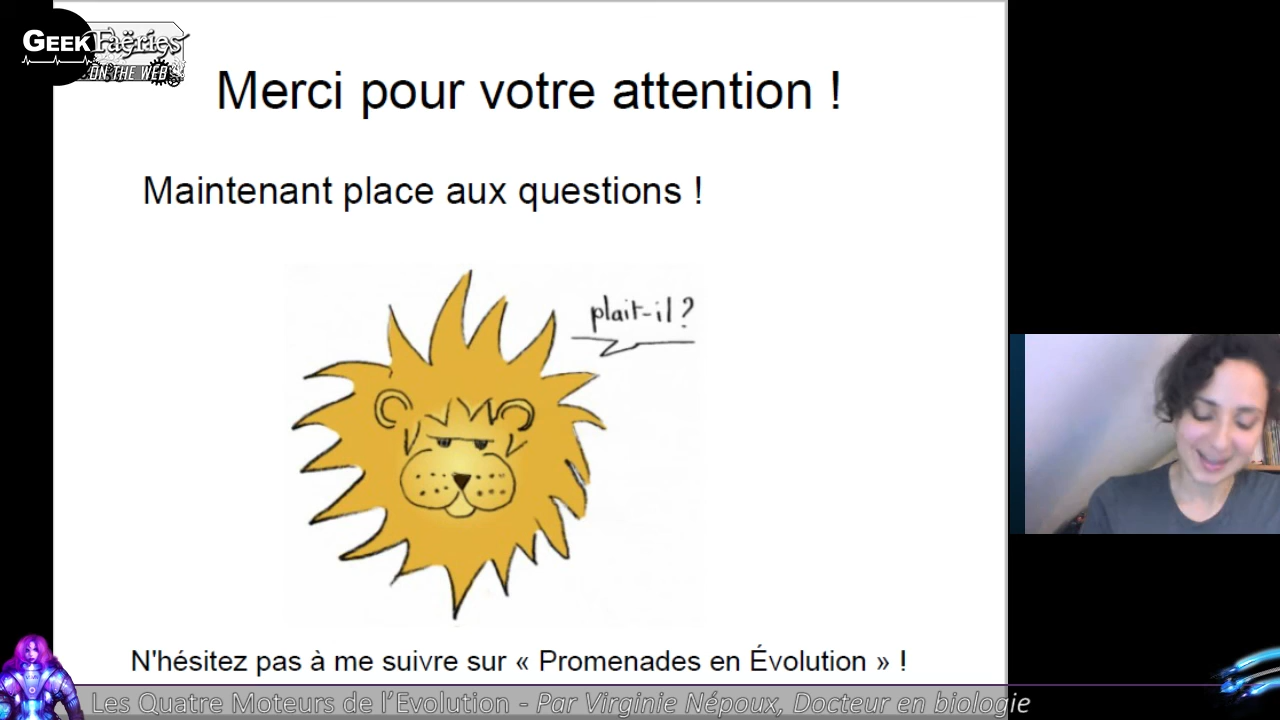 GEEK Faëries
ON THE WEB
Merci pour votre attention !
Maintenant place aux questions !
plait-il ?
N'hésitez pas à me suivre sur « Promenades en Évolution » !
Les Quatre Moteurs de l’Evolution - Par Virginie Népoux, Docteur en biologie